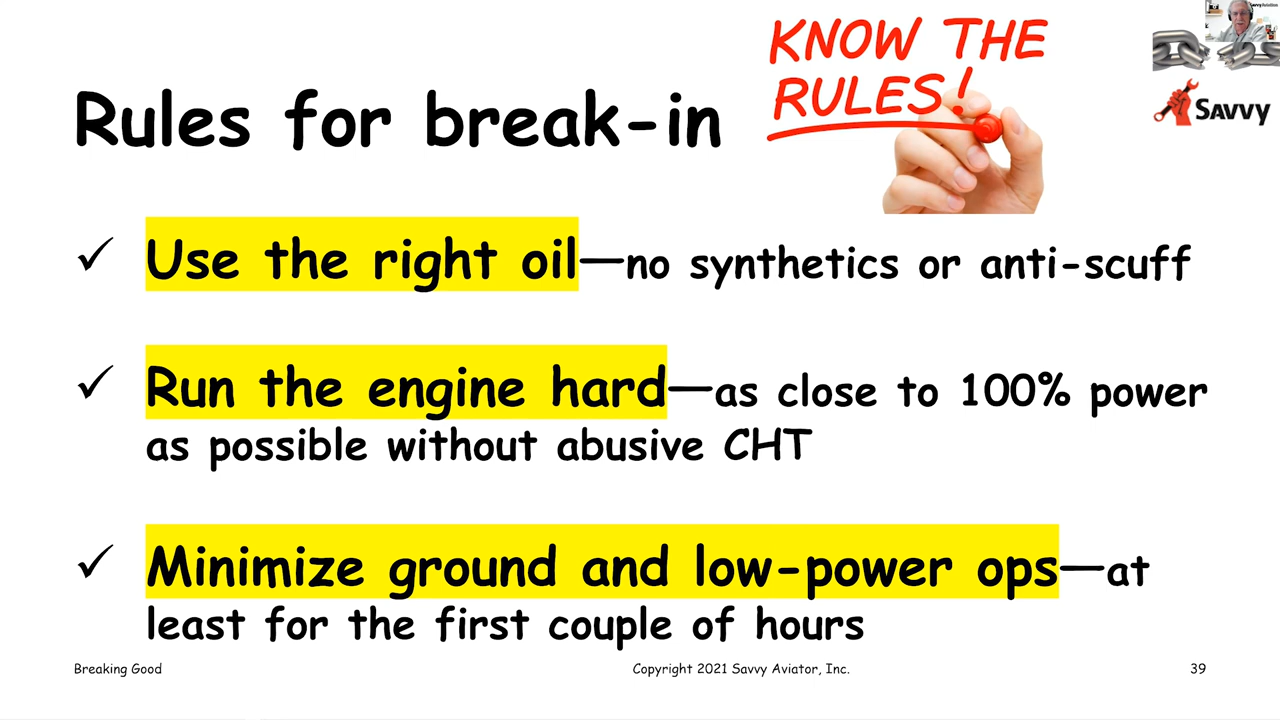 KNOW THE
RULES!
Savvy
Rules for break-in
✓ Use the right oil—no synthetics or anti-scuff
✓ Run the engine hard—as close to 100% power
as possible without abusive CHT
✓ Minimize ground and low-power ops—at
least for the first couple of hours
Breaking Good
Copyright 2021 Savvy Aviator, Inc.
39